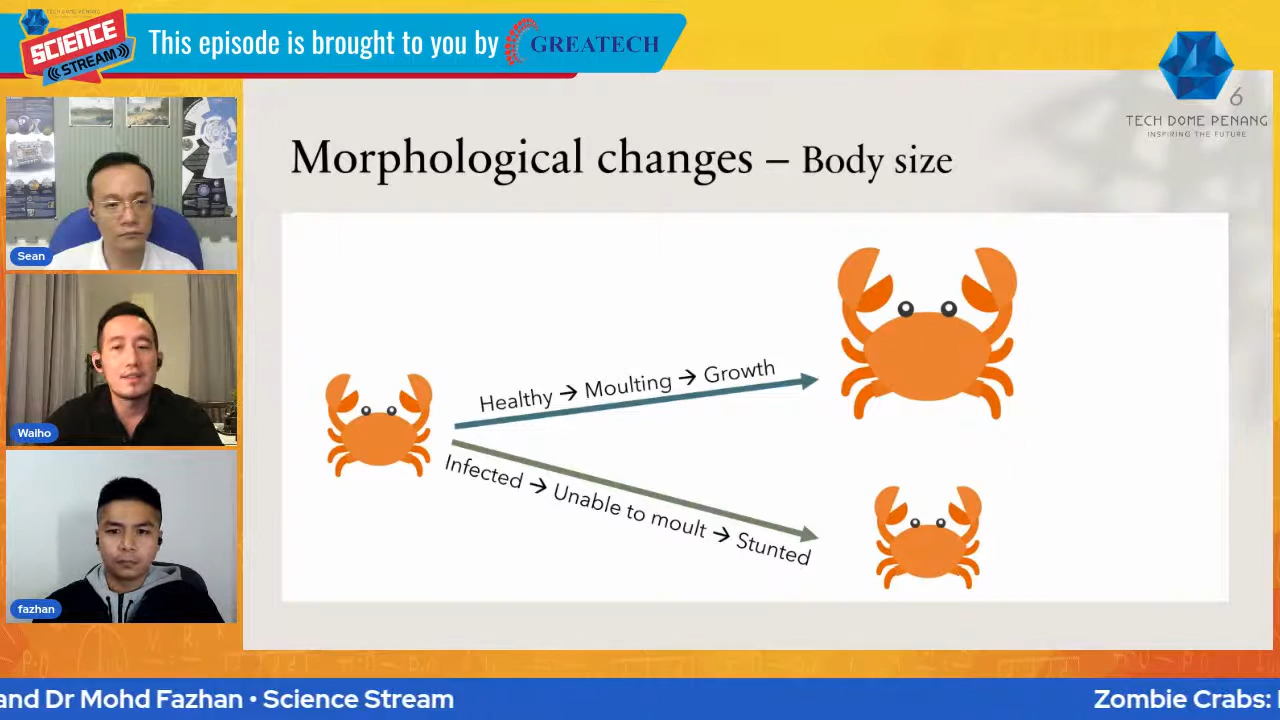 TECH DOME PENANG
SCIENCE
STREAM
This episode is brought to you by GREATECH
6
TECH DOME PENANG
INSPIRING THE FUTURE
Morphological changes – Body size
Healthy → Moulting → Growth
Infected → Unable to moult → Stunted
Sean
Walho
fazhan
and Dr Mohd Fazhan • Science Stream
Zombie Crabs: